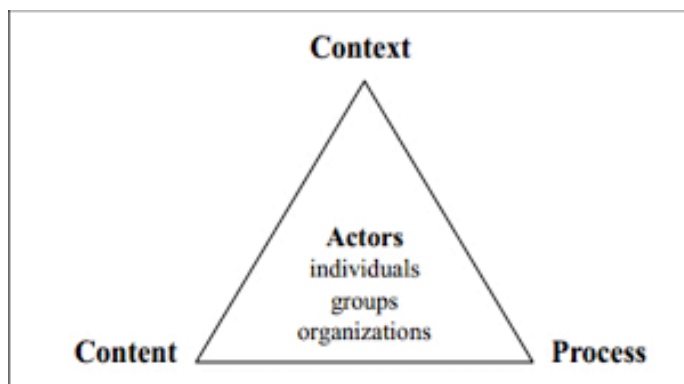 Context
Actors
individuals
groups
organizations
Content
Process